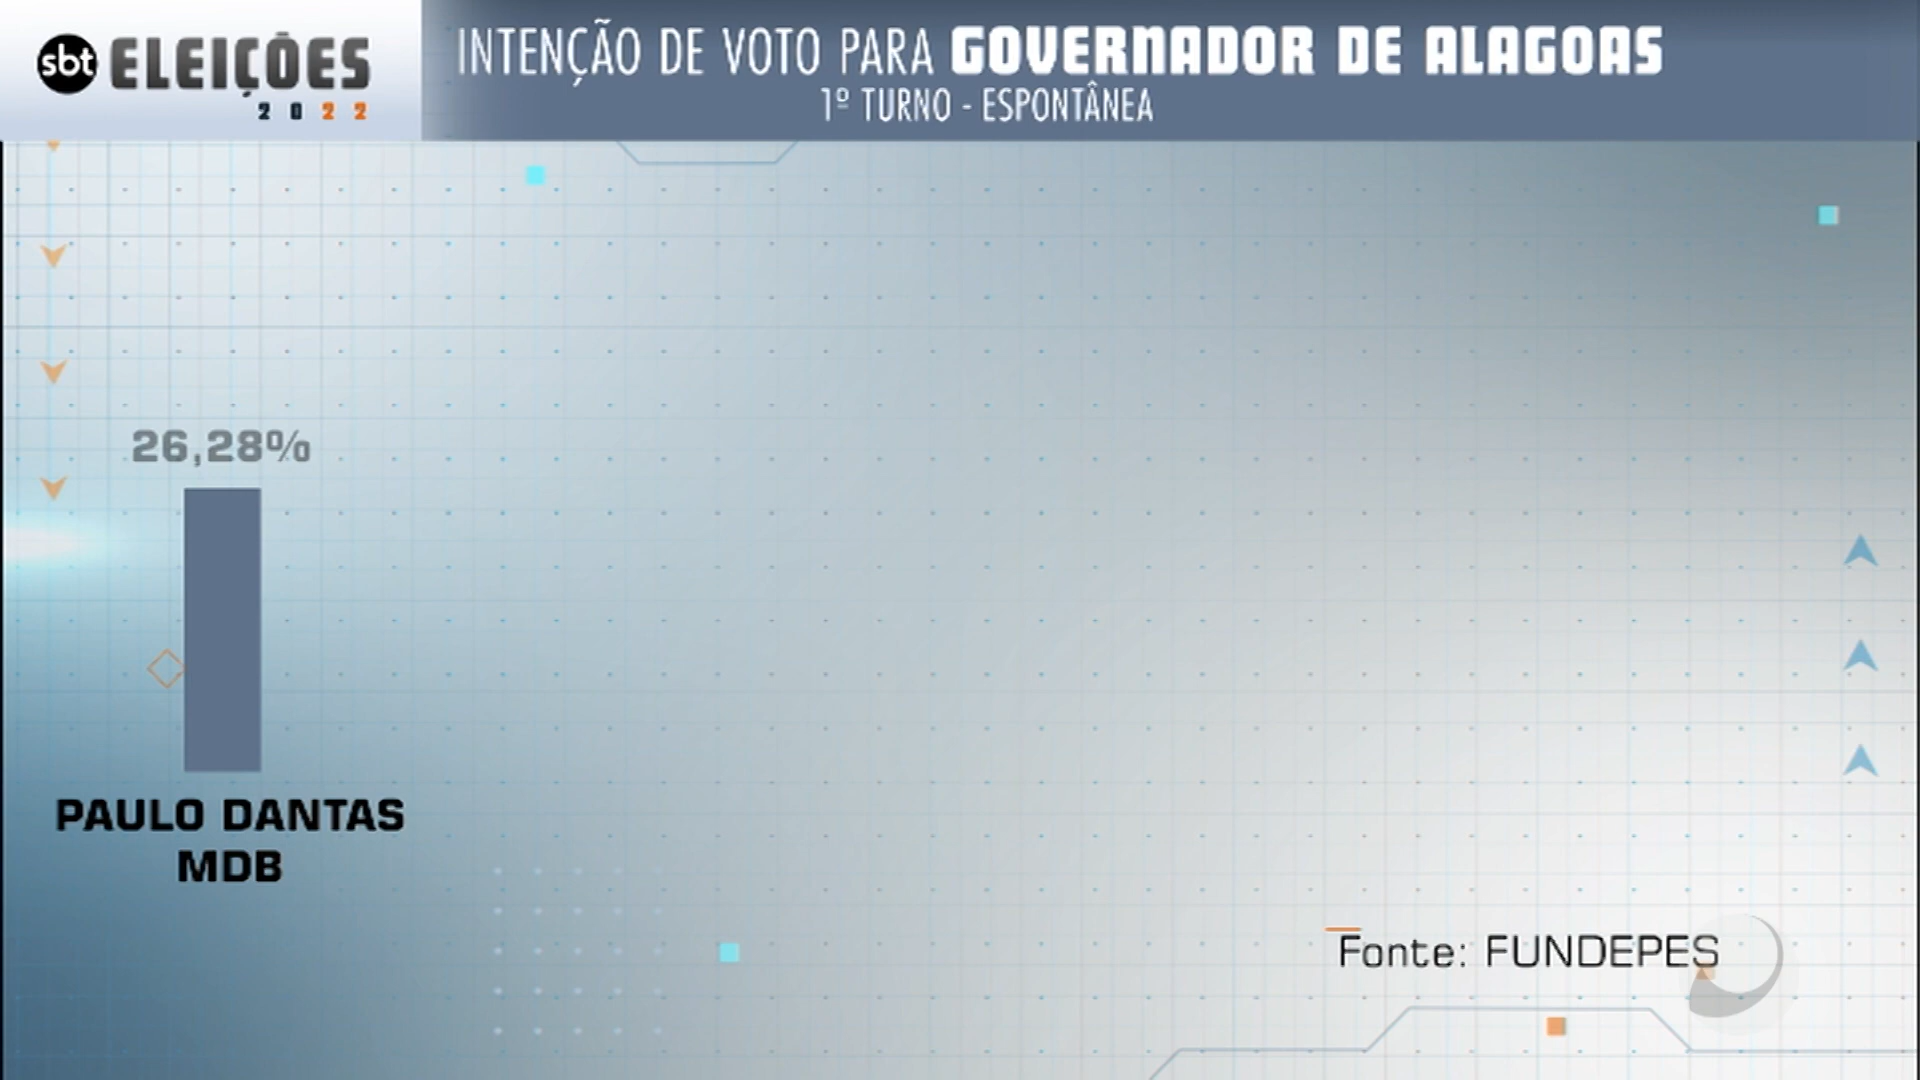 sbt ELEIÇÕES
2022
INTENÇÃO DE VOTO PARA GOVERNADOR DE ALAGOAS
1º TURNO - ESPONTÂNEA
26,28%
PAULO DANTAS
MDB
Fonte: FUNDEPES